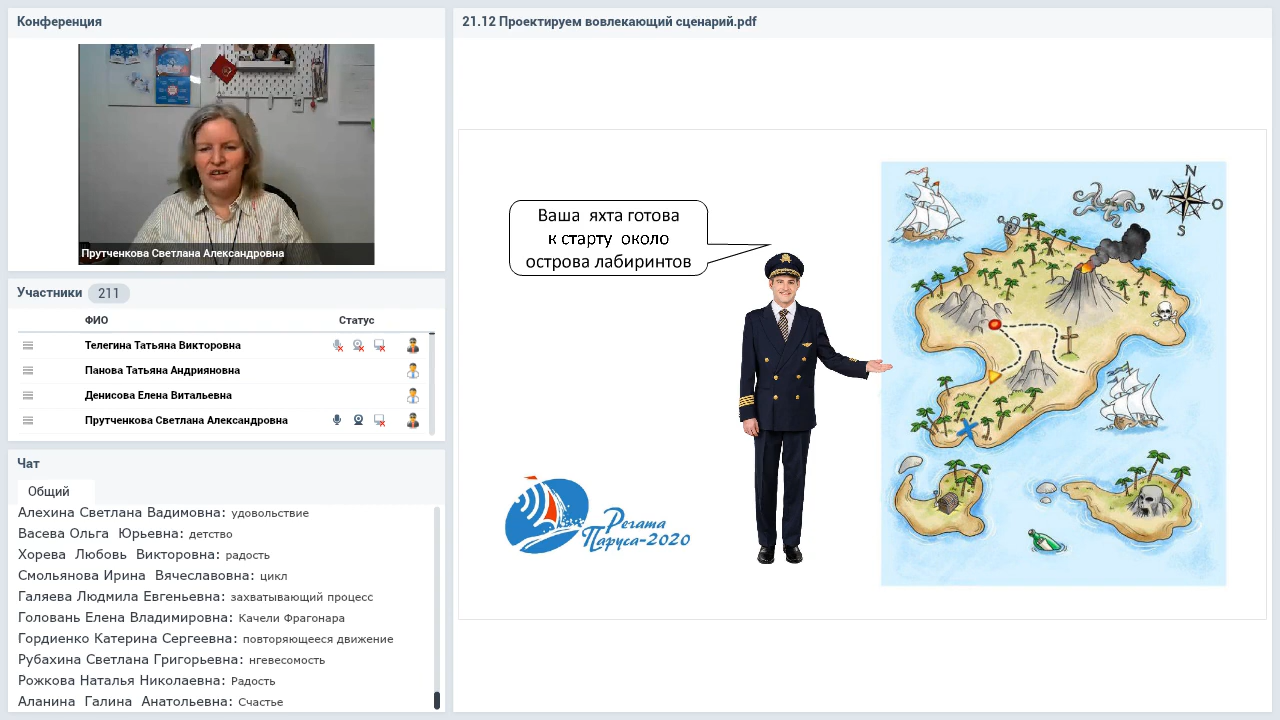 Конференция
Прутченкова Светлана Александровна
Участники 211
ФИО Статус
Телегина Татьяна Викторовна
Панова Татьяна Андрияновна
Денисова Елена Витальевна
Прутченкова Светлана Александровна
Чат
Общий
Алехина Светлана Вадимовна: удовольствие
Васева Ольга Юрьевна: детство
Хорева Любовь Викторовна: радость
Смольянова Ирина Вячеславовна: цикл
Галяева Людмила Евгеньевна: захватывающий процесс
Головань Елена Владимировна: Качели Фрагонара
Гордиенко Катерина Сергеевна: повторяющееся движение
Рубахина Светлана Григорьевна: нгевесомость
Рожкова Наталья Николаевна: Радость
Аланина Галина Анатольевна: Счастье
21.12 Проектируем вовлекающий сценарий.pdf
Ваша яхта готова
к старту около
острова лабиринтов
N
W O
S
Регата
Паруса-2020